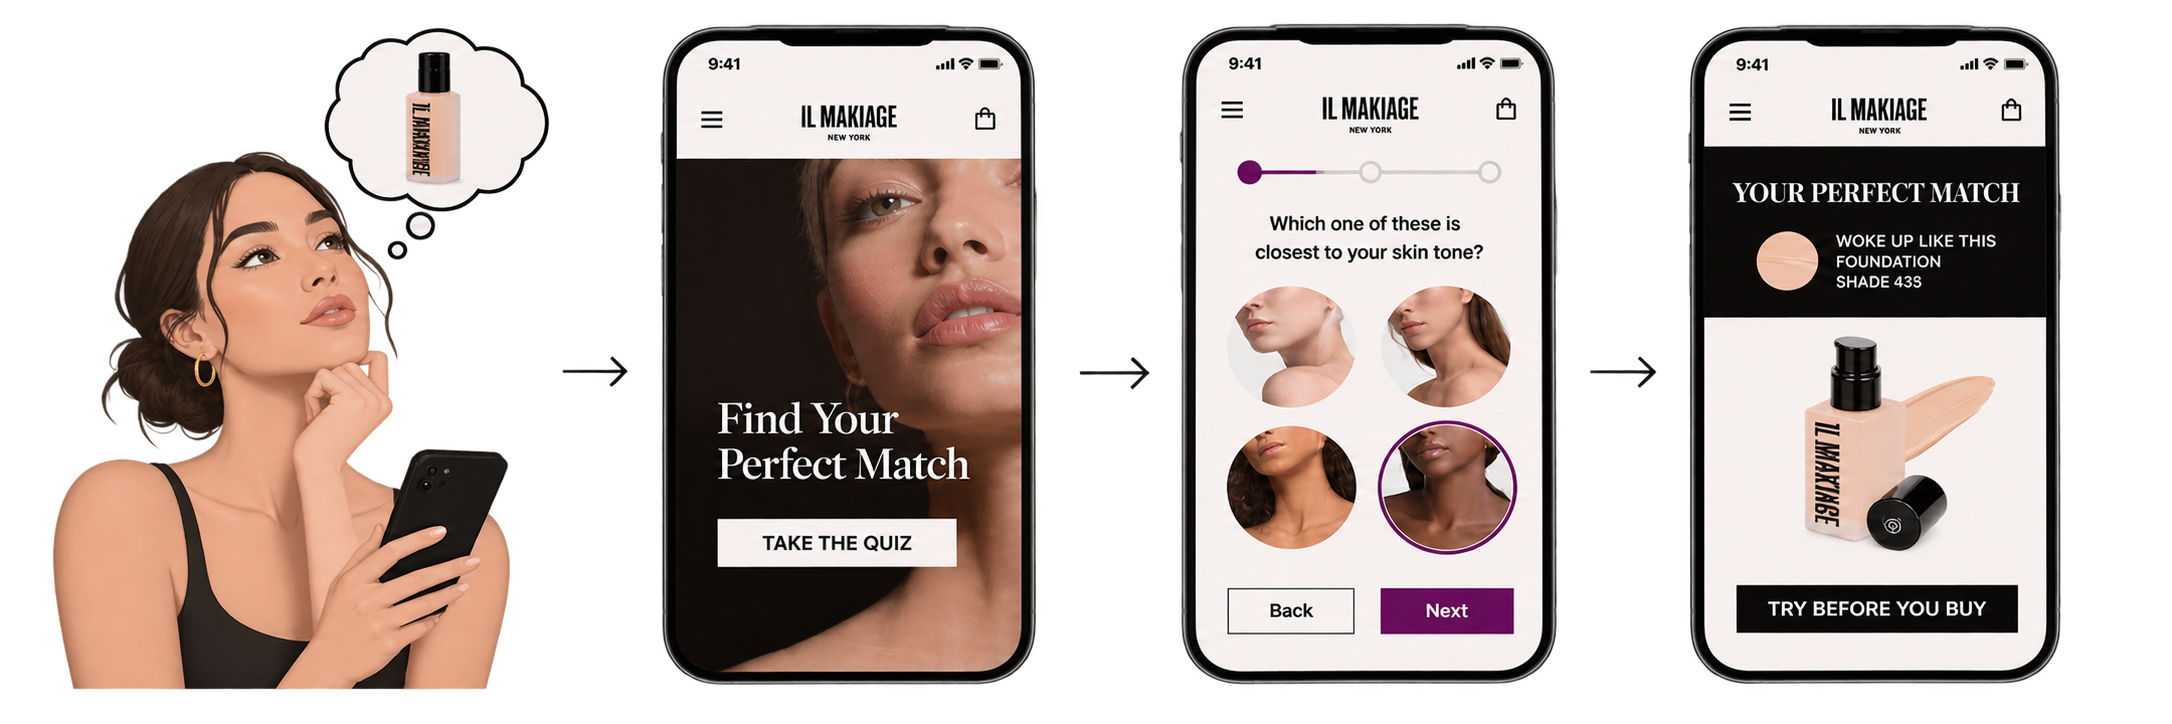 IL MAKIAGE
9:41
IL MAKIAGE
NEW YORK
Find Your
Perfect Match
TAKE THE QUIZ
9:41
IL MAKIAGE
NEW YORK
Which one of these is
closest to your skin tone?
Back
Next
9:41
IL MAKIAGE
NEW YORK
YOUR PERFECT MATCH
WOKE UP LIKE THIS
FOUNDATION
SHADE 43S
IL
TRY BEFORE YOU BUY